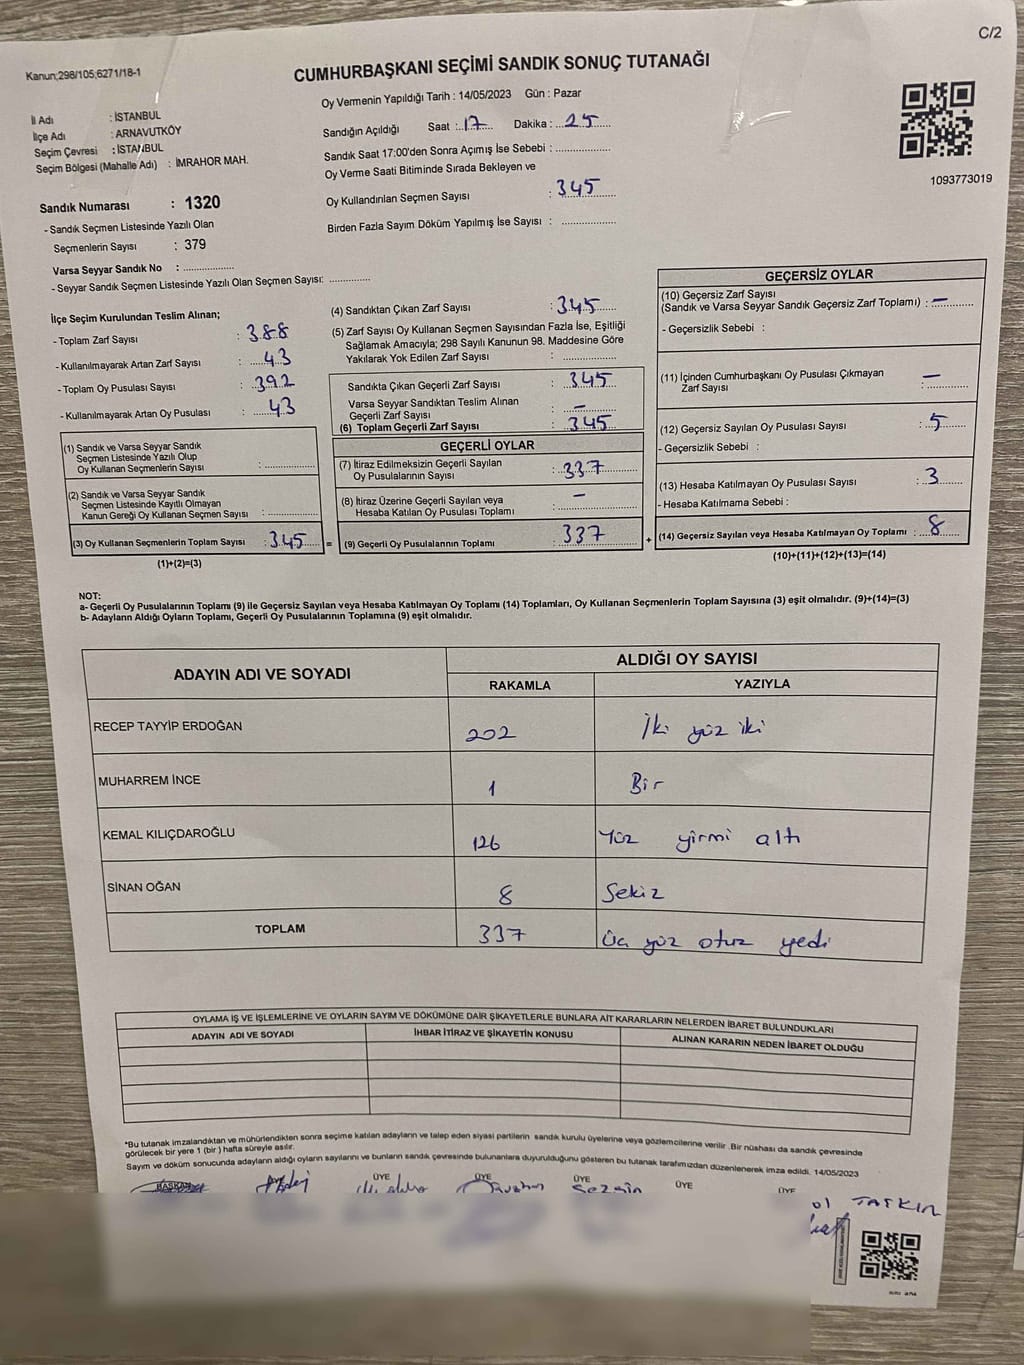 C/2
Kanun;298/105;6271/18-1
CUMHURBAŞKANI SEÇİMİ SANDIK SONUÇ TUTANAĞI
İl Adı : İSTANBUL
İlçe Adı : ARNAVUTKÖY
Seçim Çevresi : İSTANBUL
Seçim Bölgesi (Mahalle Adı) : İMRAHOR MAH.
Oy Vermenin Yapıldığı Tarih : 14/05/2023 Gün : Pazar
Sandığın Açıldığı Saat : 17 Dakika : 25
Sandık Saat 17:00'den Sonra Açımış İse Sebebi :
Oy Verme Saati Bitiminde Sırada Bekleyen ve
Oy Kullandırılan Seçmen Sayısı : 345
Birden Fazla Sayım Döküm Yapılmış İse Sayısı :
1093773019
Sandık Numarası : 1320
- Sandık Seçmen Listesinde Yazılı Olan
Seçmenlerin Sayısı : 379
Varsa Seyyar Sandık No :
- Seyyar Sandık Seçmen Listesinde Yazılı Olan Seçmen Sayısı:
İlçe Seçim Kurulundan Teslim Alınan;
- Toplam Zarf Sayısı : 388
- Kullanılmayarak Artan Zarf Sayısı : 43
- Toplam Oy Pusulası Sayısı : 392
- Kullanılmayarak Artan Oy Pusulası : 43
(1) Sandık ve Varsa Seyyar Sandık
Seçmen Listesinde Yazılı Olup
Oy Kullanan Seçmenlerin Sayısı :
(2) Sandık ve Varsa Seyyar Sandık
Seçmen Listesinde Kayıtlı Olmayan
Kanun Gereği Oy Kullanan Seçmen Sayısı :
(3) Oy Kullanan Seçmenlerin Toplam Sayısı : 345 =
(1)+(2)=(3)
(4) Sandıktan Çıkan Zarf Sayısı : 345
(5) Zarf Sayısı Oy Kullanan Seçmen Sayısından Fazla İse, Eşitliği
Sağlamak Amacıyla; 298 Sayılı Kanunun 98. Maddesine Göre
Yakılarak Yok Edilen Zarf Sayısı :
Sandıkta Çıkan Geçerli Zarf Sayısı : 345
Varsa Seyyar Sandıktan Teslim Alınan
Geçerli Zarf Sayısı : –
(6) Toplam Geçerli Zarf Sayısı : 345
GEÇERLİ OYLAR
(7) İtiraz Edilmeksizin Geçerli Sayılan
Oy Pusulalarının Sayısı : 337
(8) İtiraz Üzerine Geçerli Sayılan veya
Hesaba Katılan Oy Pusulası Toplamı : –
(9) Geçerli Oy Pusulalarının Toplamı : 337 +
GEÇERSİZ OYLAR
(10) Geçersiz Zarf Sayısı
(Sandık ve Varsa Seyyar Sandık Geçersiz Zarf Toplamı) : –
- Geçersizlik Sebebi :
(11) İçinden Cumhurbaşkanı Oy Pusulası Çıkmayan
Zarf Sayısı : –
(12) Geçersiz Sayılan Oy Pusulası Sayısı : 5
- Geçersizlik Sebebi :
(13) Hesaba Katılmayan Oy Pusulası Sayısı : 3
- Hesaba Katılmama Sebebi :
(14) Geçersiz Sayılan veya Hesaba Katılmayan Oy Toplamı : 8
(10)+(11)+(12)+(13)=(14)
NOT:
a- Geçerli Oy Pusulalarının Toplamı (9) ile Geçersiz Sayılan veya Hesaba Katılmayan Oy Toplamı (14) Toplamları, Oy Kullanan Seçmenlerin Toplam Sayısına (3) eşit olmalıdır. (9)+(14)=(3)
b- Adayların Aldığı Oyların Toplamı, Geçerli Oy Pusulalarının Toplamına (9) eşit olmalıdır.
ADAYIN ADI VE SOYADI
ALDIĞI OY SAYISI
RAKAMLA YAZIYLA
RECEP TAYYİP ERDOĞAN 202 İki yüz iki
MUHARREM İNCE 1 Bir
KEMAL KILIÇDAROĞLU 126 Yüz yirmi altı
SİNAN OĞAN 8 Sekiz
TOPLAM 337 Üç yüz otuz yedi
OYLAMA İŞ VE İŞLEMLERİNE VE OYLARIN SAYIM VE DÖKÜMÜNE DAİR ŞİKAYETLERLE BUNLARA AİT KARARLARIN NELERDEN İBARET BULUNDUKLARI
ADAYIN ADI VE SOYADI İHBAR İTİRAZ VE ŞİKAYETİN KONUSU ALINAN KARARIN NEDEN İBARET OLDUĞU
*Bu tutanak imzalandıktan ve mühürlendikten sonra seçime katılan adayların ve talep eden siyasi partilerin sandık kurulu üyelerine veya gözlemcilerine verilir .Bir nüshası da sandık çevresinde
görülecek bir yere 1 (bir ) hafta süreyle asılır.
Sayım ve döküm sonucunda adayların aldığı oyların sayılarını ve bunların sandık çevresinde bulunanlara duyurulduğunu gösteren bu tutanak tarafımızdan düzenlenerek imza edildi. 14/05/2023
BAŞKAN ÜYE ÜYE ÜYE ÜYE ÜYE
Sezgin
TAŞKIN